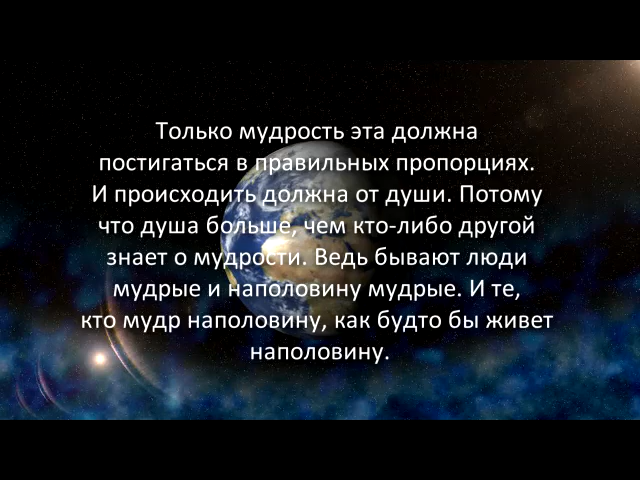 Только мудрость эта должна
постигаться в правильных пропорциях.
И происходить должна от души. Потому
что душа больше, чем кто-либо другой
знает о мудрости. Ведь бывают люди
мудрые и наполовину мудрые. И те,
кто мудр наполовину, как будто бы живет
наполовину.